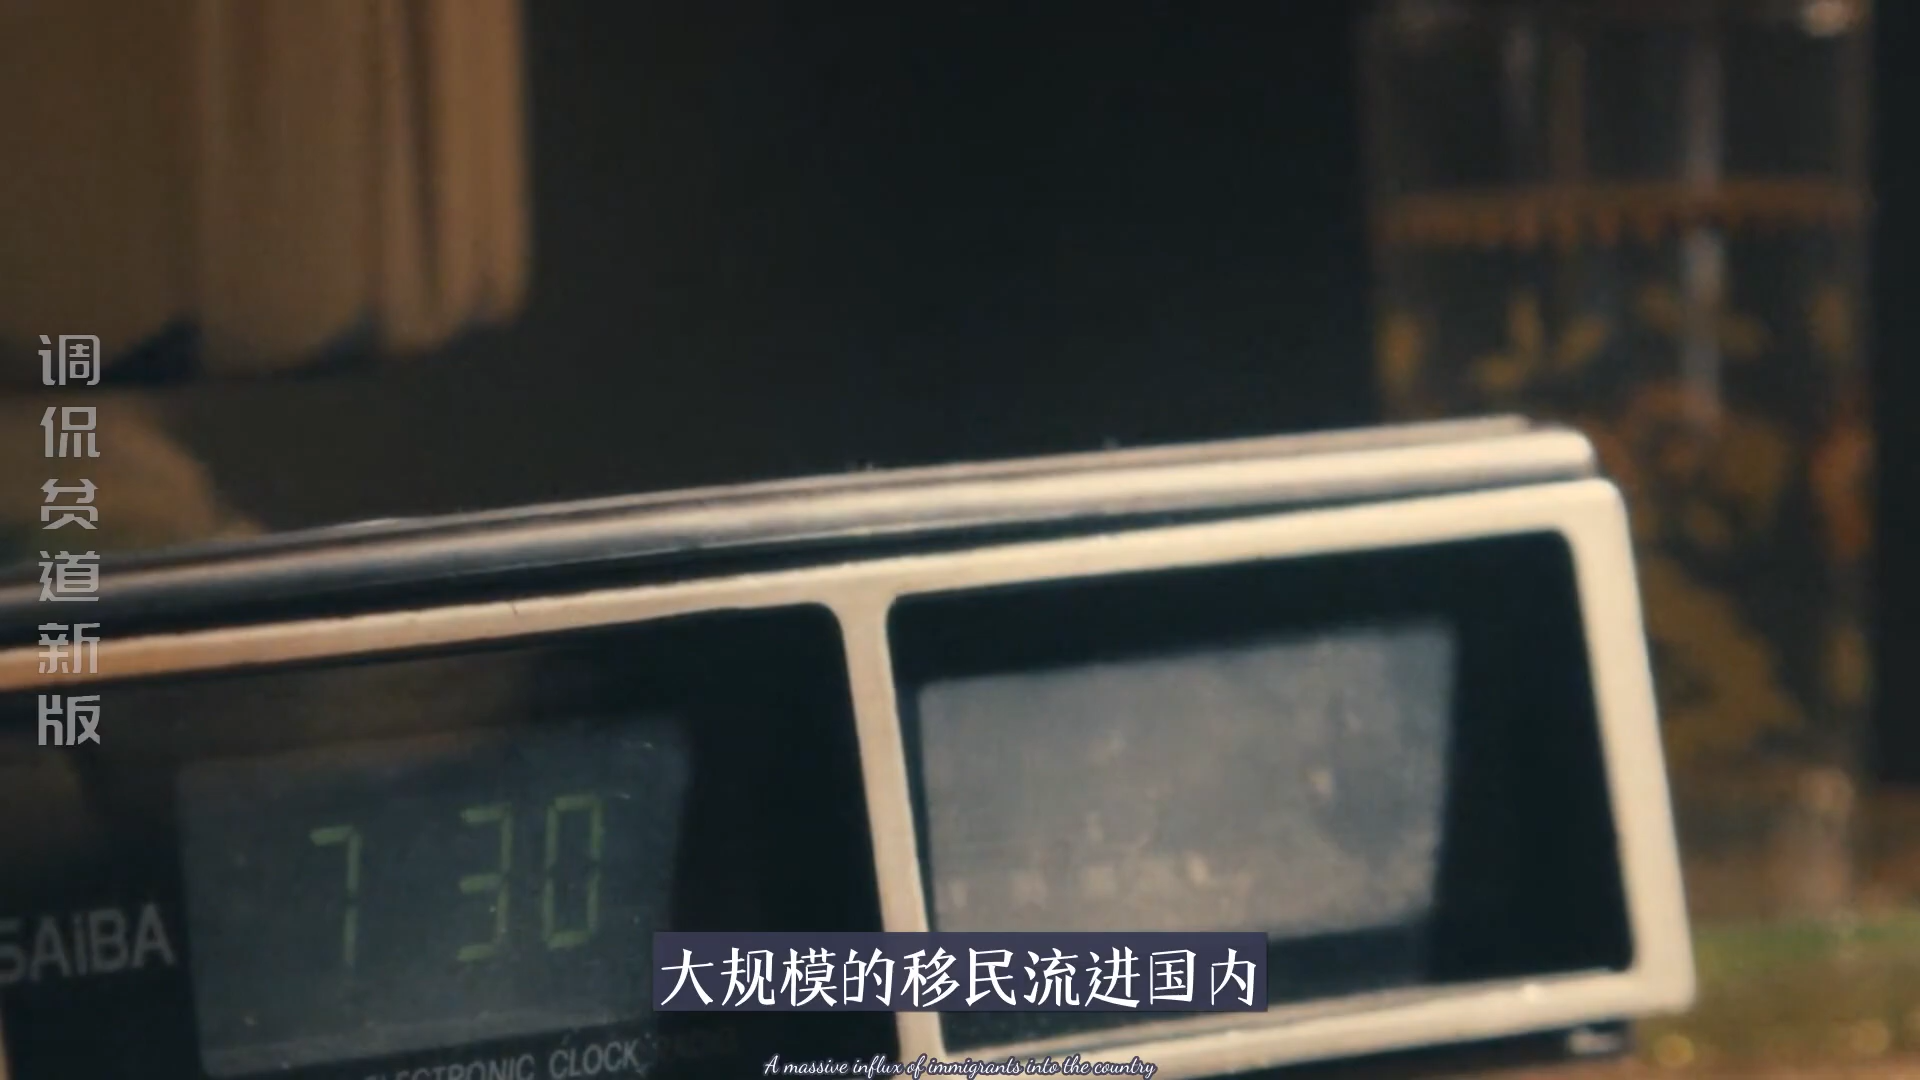 调侃贫道新版
7 30
SAiBA
ELECTRONIC CLOCK
大规模的移民流进国内
A massive influx of immigrants into the country